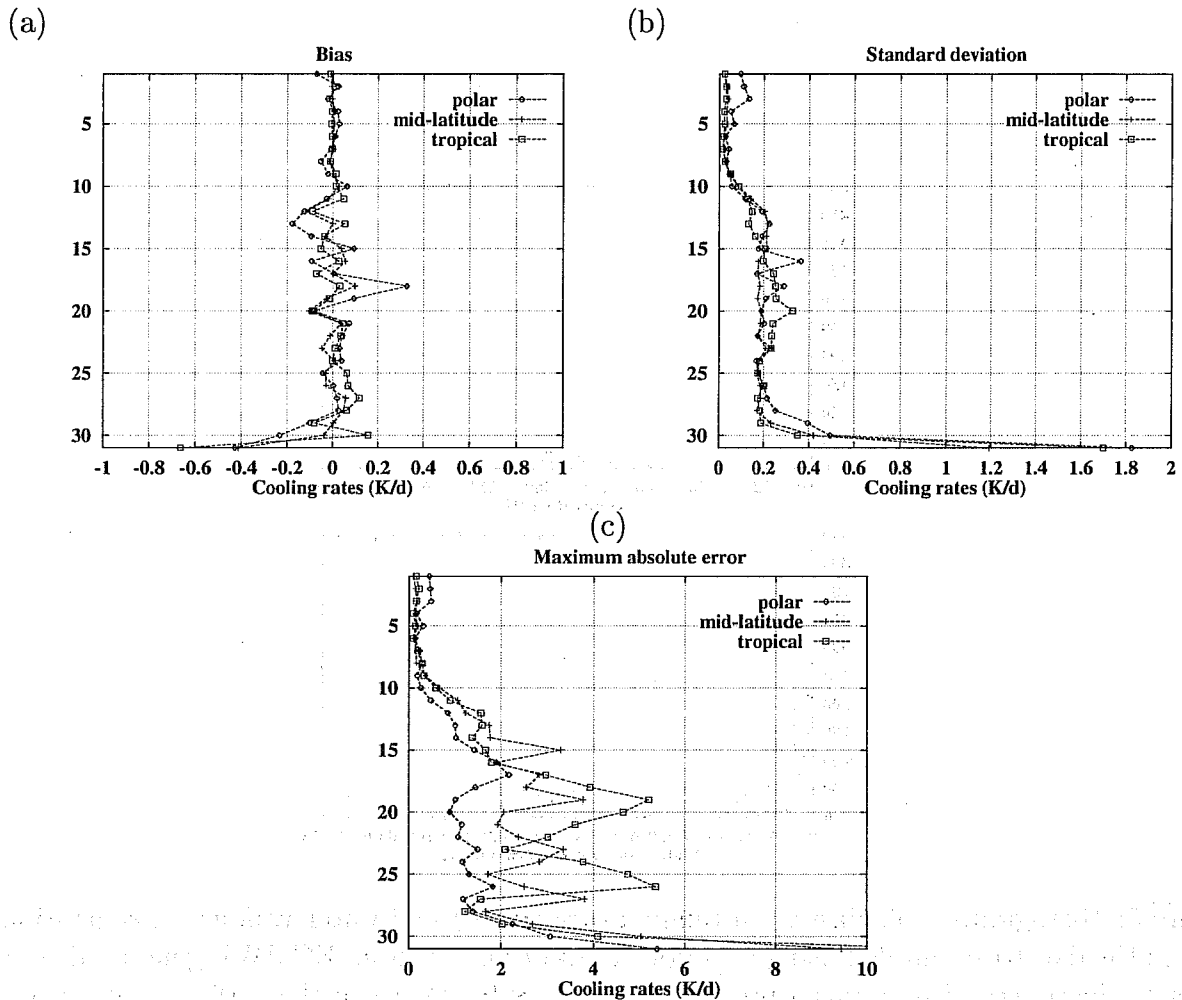 (a)
Bias
polar
mid-latitude
tropical
5
10
15
20
25
30
-1 -0.8 -0.6 -0.4 -0.2 0 0.2 0.4 0.6 0.8 1
Cooling rates (K/d)
(b)
Standard deviation
polar
mid-latitude
tropical
5
10
15
20
25
30
0 0.2 0.4 0.6 0.8 1 1.2 1.4 1.6 1.8 2
Cooling rates (K/d)
(c)
Maximum absolute error
polar
mid-latitude
tropical
5
10
15
20
25
30
0 2 4 6 8 10
Cooling rates (K/d)